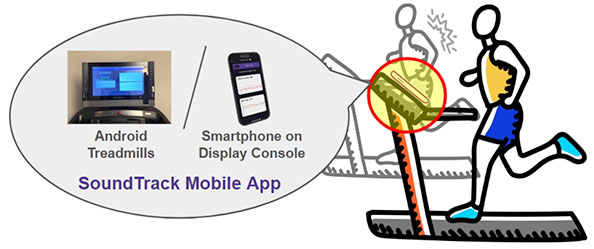 Android
Treadmills
Smartphone on
Display Console
SoundTrack Mobile App